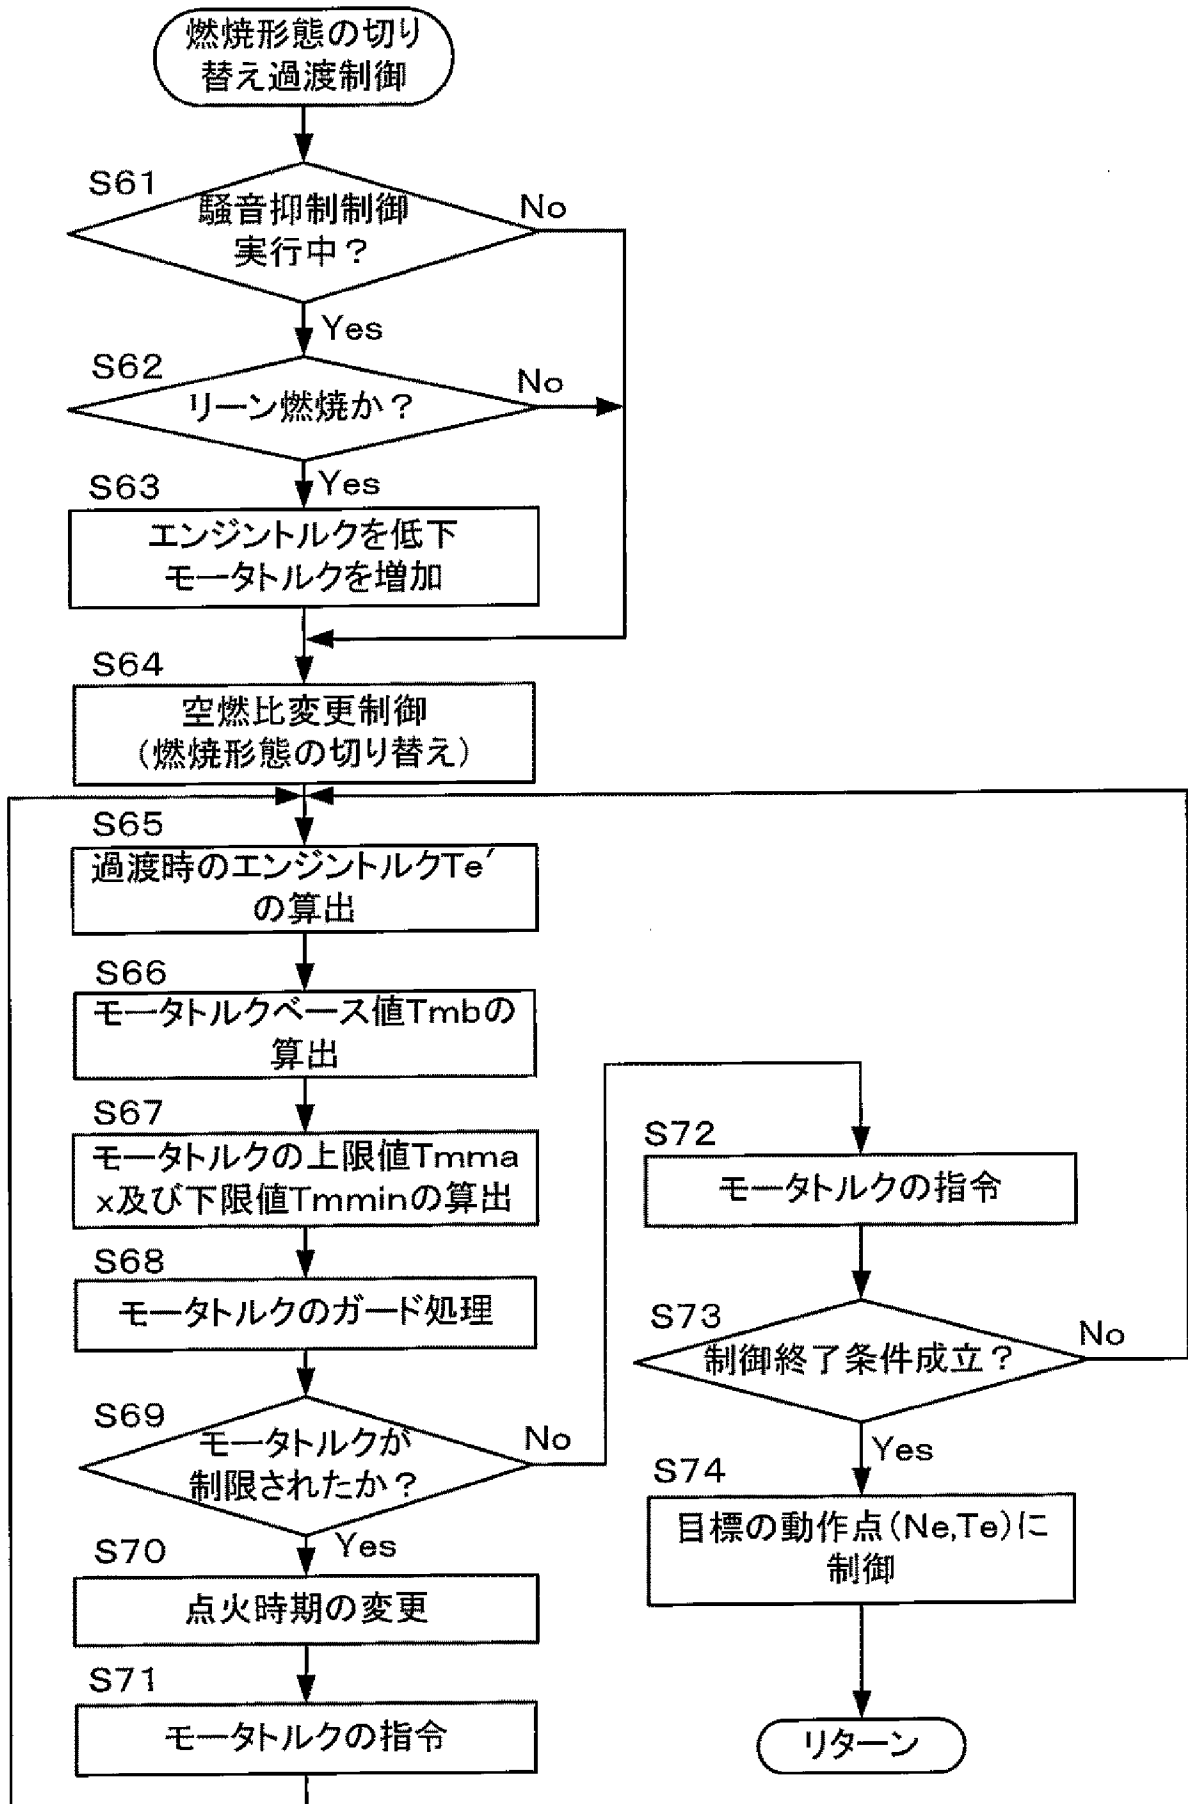 燃焼形態の切り
替え過渡制御
S61
騒音抑制制御
実行中？
No
Yes
S62
リーン燃焼か？
No
Yes
S63
エンジントルクを低下
モータトルクを増加
S64
空燃比変更制御
(燃焼形態の切り替え)
S65
過渡時のエンジントルクTe′
の算出
S66
モータトルクベース値Tmbの
算出
S67
モータトルクの上限値Tmma
x及び下限値Tmminの算出
S68
モータトルクのガード処理
S69
モータトルクが
制限されたか？
No
Yes
S70
点火時期の変更
S71
モータトルクの指令
S72
モータトルクの指令
S73
制御終了条件成立？
No
Yes
S74
目標の動作点(Ne,Te)に
制御
リターン